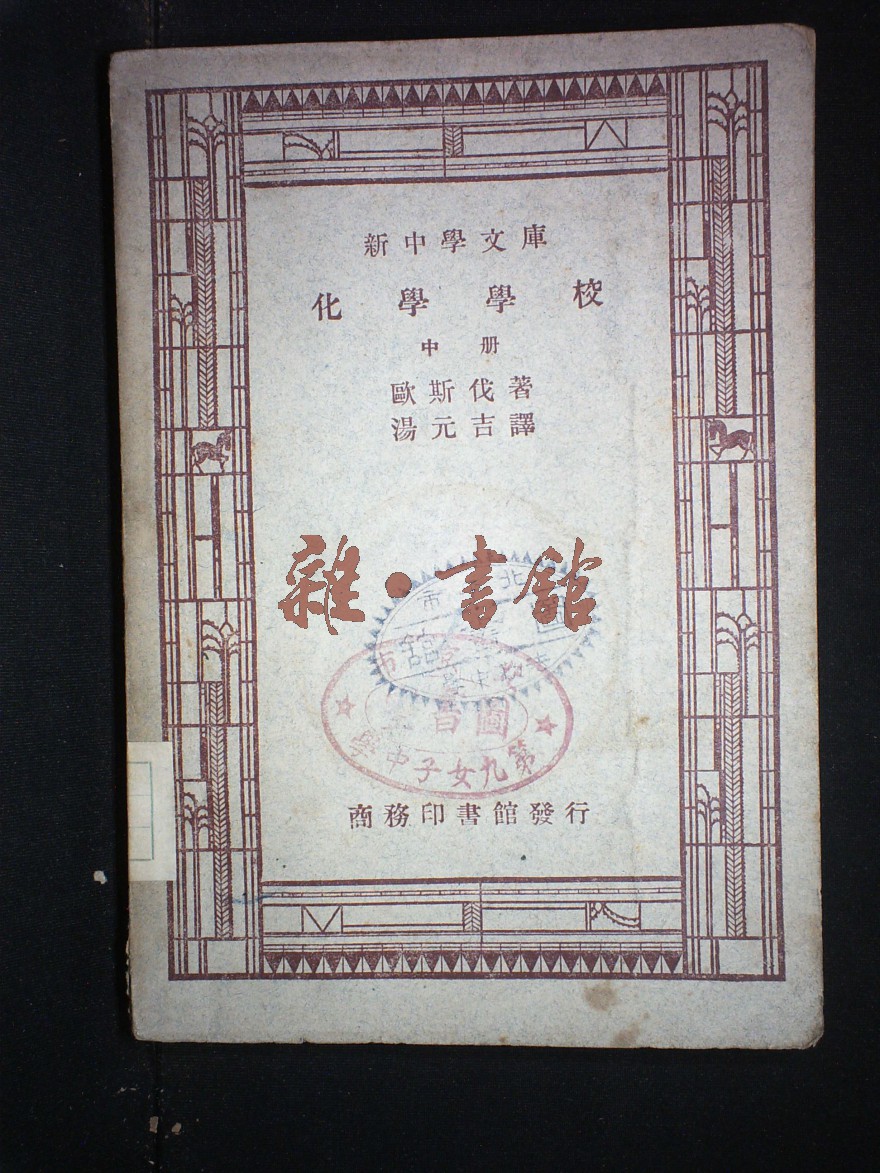 新中學文庫
化學學校
中册
歐斯伐著
湯元吉譯
雜·書館
圖書
第九女子中學
商務印書館發行